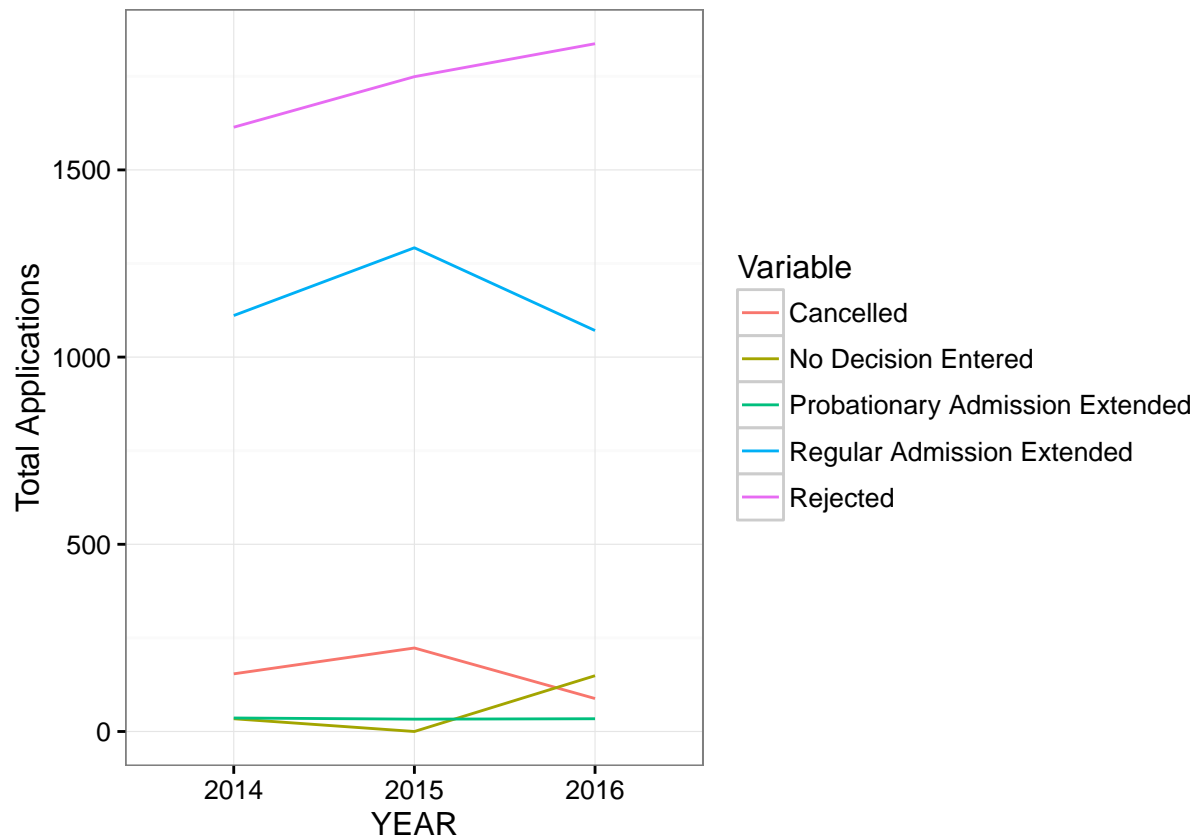 1500
1000
500
0
Total Applications
2014
2015
2016
YEAR
Variable
Cancelled
No Decision Entered
Probationary Admission Extended
Regular Admission Extended
Rejected